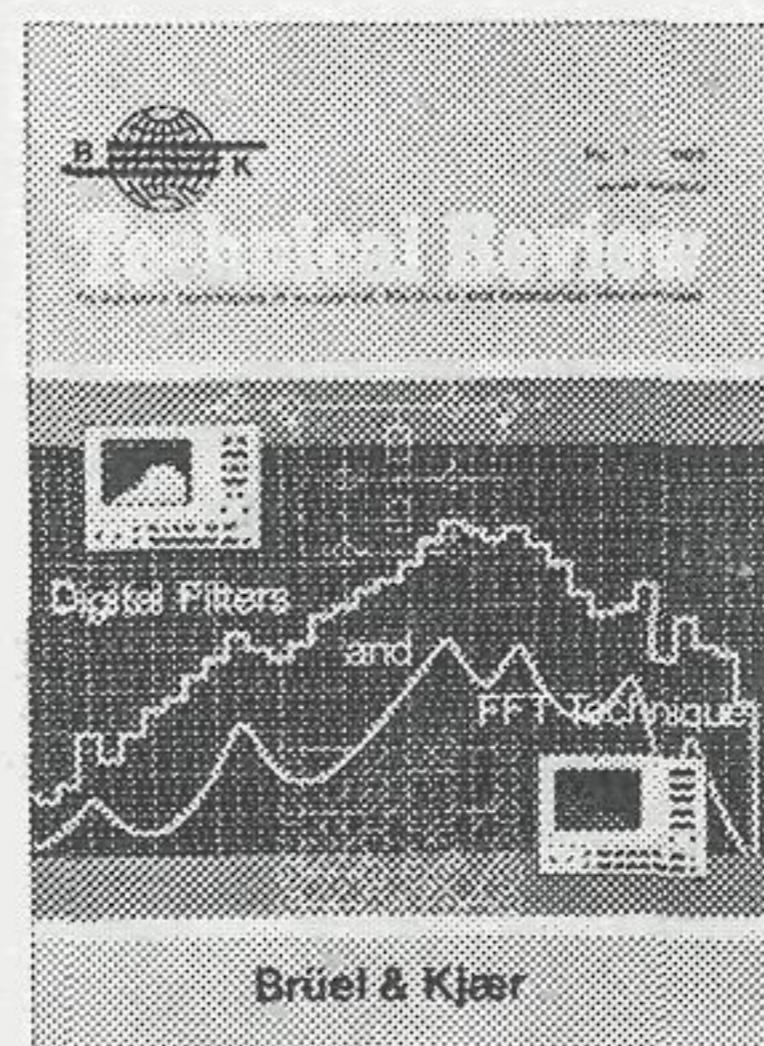 B K
Technical Review
Digital Filters
and
FFT Technique
Brüel & Kjær